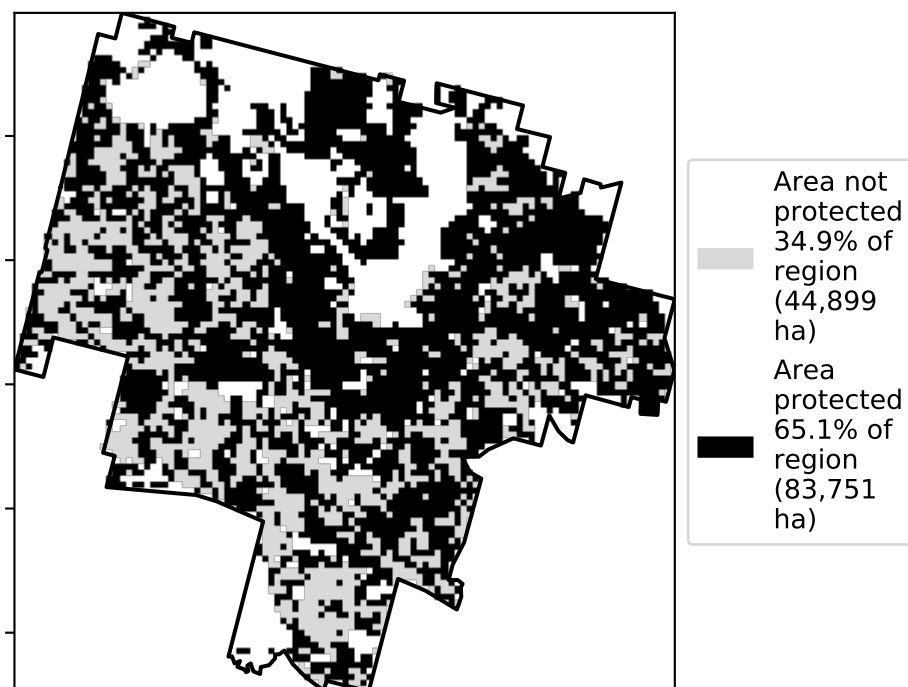 Area not
protected
34.9% of
region
(44,899
ha)
Area
protected
65.1% of
region
(83,751
ha)